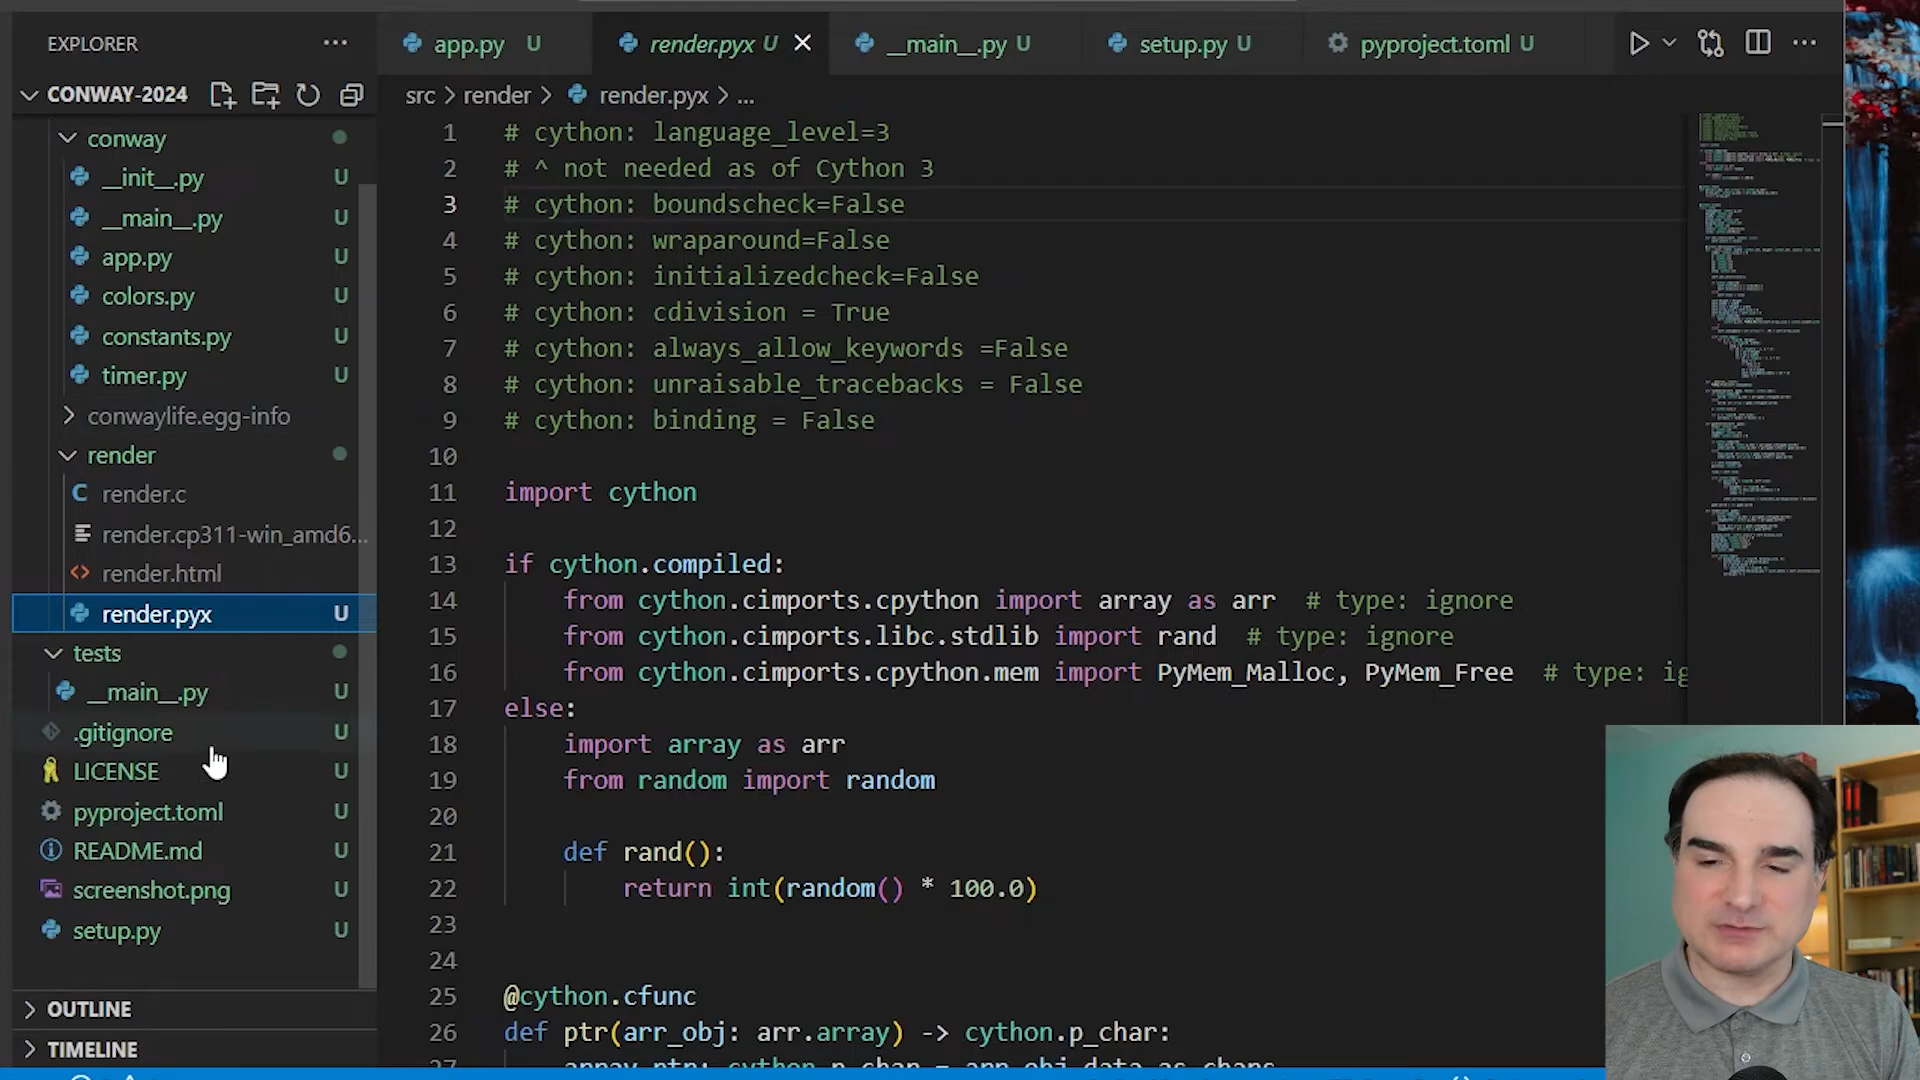 EXPLORER
CONWAY-2024
conway
__init__.py U
__main__.py U
app.py U
colors.py U
constants.py U
timer.py U
conwaylife.egg-info
render
render.c
render.cp311-win_amd6...
render.html
render.pyx U
tests
__main__.py U
.gitignore U
LICENSE U
pyproject.toml U
README.md U
screenshot.png U
setup.py U
OUTLINE
TIMELINE
app.py U
render.pyx U
__main__.py U
setup.py U
pyproject.toml U
src > render > render.pyx > ...
1 # cython: language_level=3
2 # ^ not needed as of Cython 3
3 # cython: boundscheck=False
4 # cython: wraparound=False
5 # cython: initializedcheck=False
6 # cython: cdivision = True
7 # cython: always_allow_keywords =False
8 # cython: unraisable_tracebacks = False
9 # cython: binding = False
10
11 import cython
12
13 if cython.compiled:
14 from cython.cimports.cpython import array as arr # type: ignore
15 from cython.cimports.libc.stdlib import rand # type: ignore
16 from cython.cimports.cpython.mem import PyMem_Malloc, PyMem_Free # type: ig
17 else:
18 import array as arr
19 from random import random
20
21 def rand():
22 return int(random() * 100.0)
23
24
25 @cython.cfunc
26 def ptr(arr_obj: arr.array) -> cython.p_char:
27 array_ptr: cython.p_char = arr_obj.data.as_chars